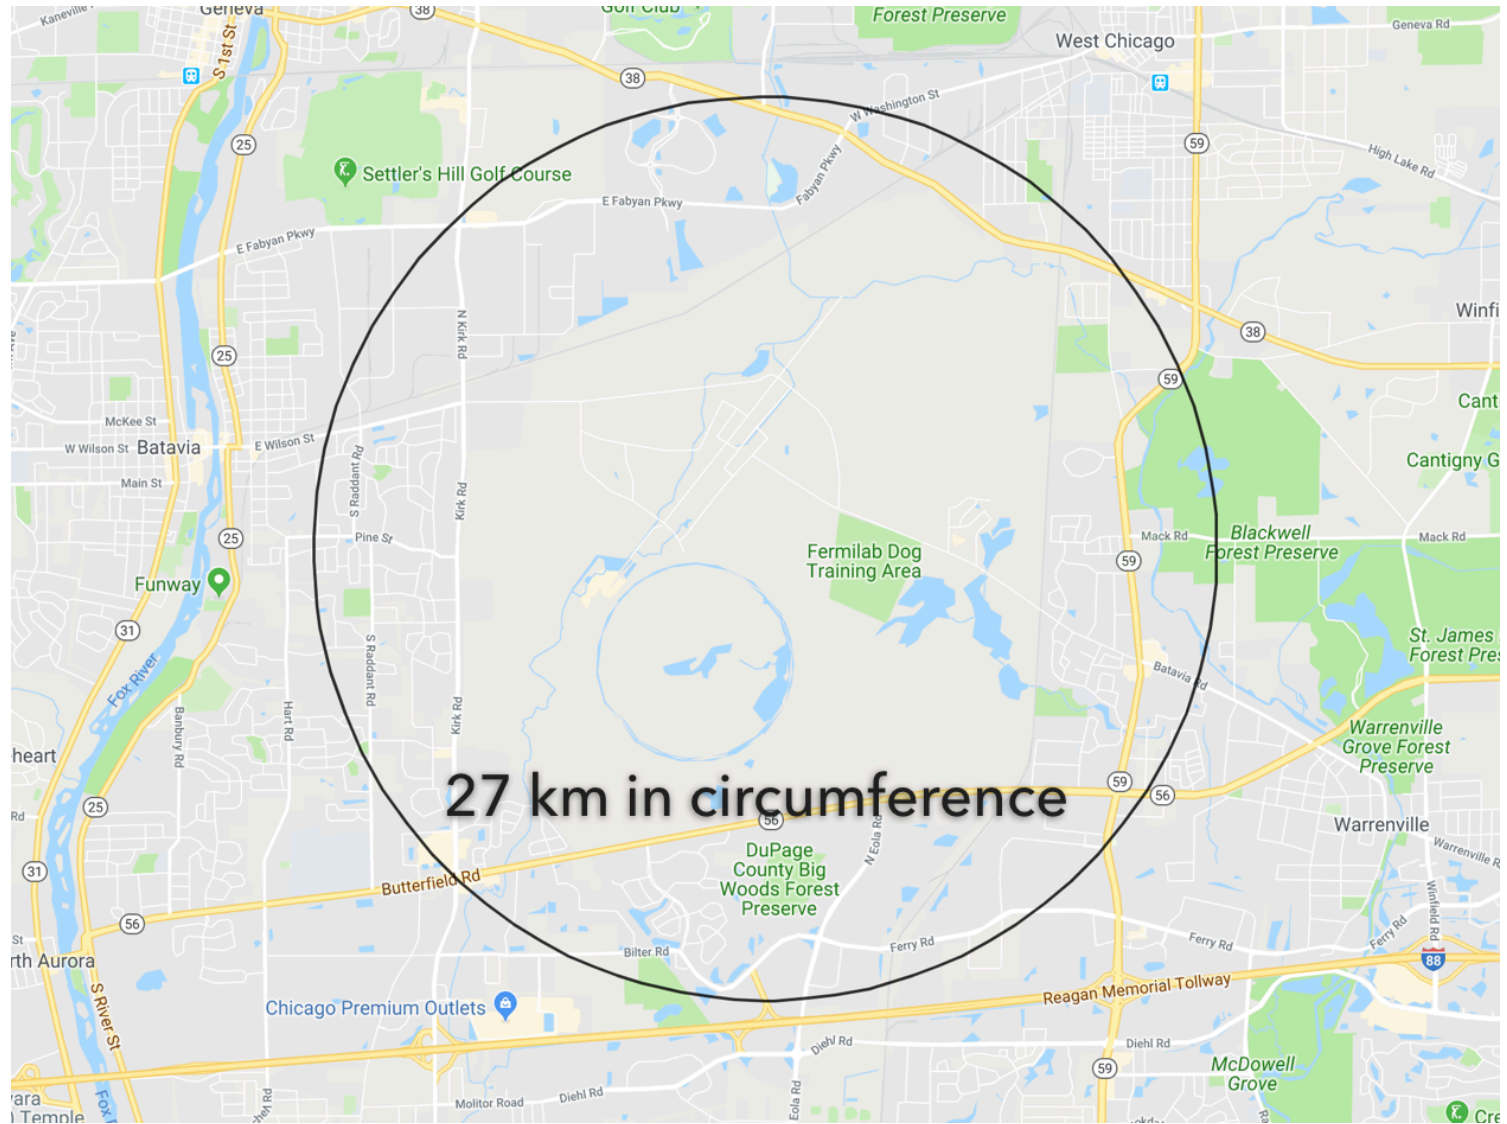 Geneva
38
Golf Club
Forest Preserve
Geneva Rd
Kaneville
S 1st St
West Chicago
38
W Washington St
25
59
High Lake Rd
Settler's Hill Golf Course
Fabyan Pkwy
E Fabyan Pkwy
E Fabyan Pkwy
N Kirk Rd
Winfi
38
25
59
McKee St
Cant
W Wilson St
Batavia
E Wilson St
Cantigny G
Main St
S Raddant Rd
Kirk Rd
25
Pine St
Fermilab Dog
Training Area
Mack Rd
Blackwell
Forest Preserve
Mack Rd
59
Funway
31
St. James
Forest Pres
Fox River
S Raddant Rd
Batavia Rd
Banbury Rd
Hart Rd
Kirk Rd
Warrenville
Grove Forest
Preserve
heart
27 km in circumference
59
56
25
Rd
56
N Eola Rd
Warrenville
Warrenville R
DuPage
County Big
Woods Forest
Preserve
31
Butterfield Rd
56
Winfield Rd
St
rth Aurora
Bilter Rd
Ferry Rd
Ferry Rd
Ferry Rd
88
S River St
Chicago Premium Outlets
Reagan Memorial Tollway
Diehl Rd
Diehl Rd
59
McDowell
Grove
Diehl Rd
Molitor Road
Eola Rd
Fox
Temple
Cre